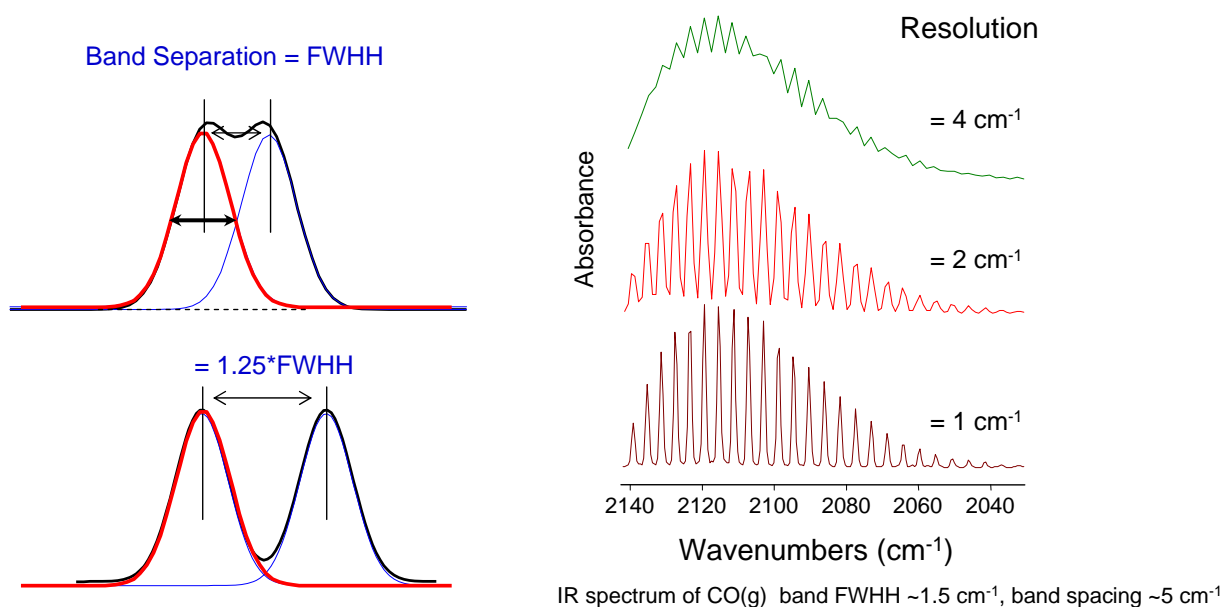 Band Separation = FWHH
= 1.25*FWHH
Resolution
= 4 cm⁻¹
= 2 cm⁻¹
= 1 cm⁻¹
Absorbance
2140 2120 2100 2080 2060 2040
Wavenumbers (cm⁻¹)
IR spectrum of CO(g) band FWHH ~1.5 cm⁻¹, band spacing ~5 cm⁻¹